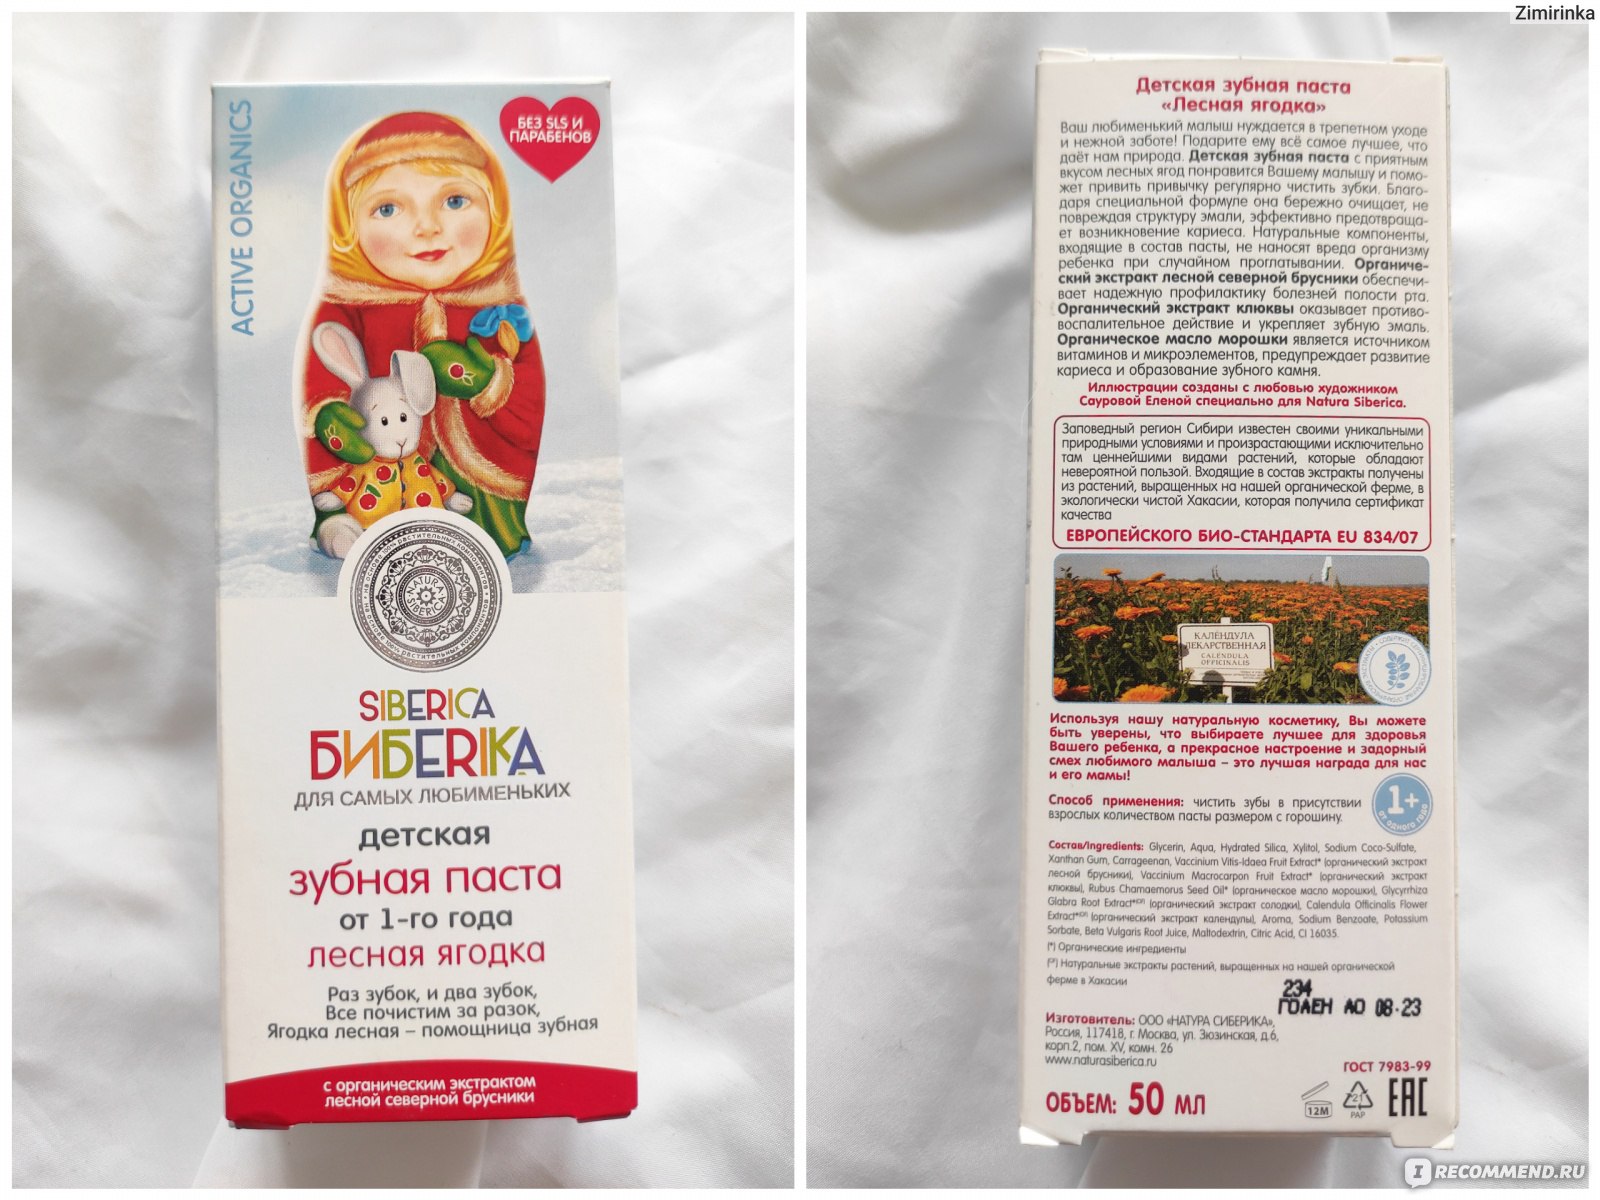 Zimirinka
ACTIVE ORGANICS
БЕЗ SLS И
ПАРАБЕНОВ
NATURA
SIBERICA
SIBERICA
БИБЕRIKA
ДЛЯ САМЫХ ЛЮБИМЕНЬКИХ
детская
зубная паста
от 1-го года
лесная ягодка
Раз зубок, и два зубок,
Все почистим за разок,
Ягодка лесная – помощница зубная
с органическим экстрактом
лесной северной брусники
Детская зубная паста
«Лесная ягодка»
Ваш любименький малыш нуждается в трепетном уходе
и нежной заботе! Подарите ему всё самое лучшее, что
даёт нам природа. Детская зубная паста с приятным
вкусом лесных ягод понравится Вашему малышу и помо-
жет привить привычку регулярно чистить зубки. Благо-
даря специальной формуле она бережно очищает, не
повреждая структуру эмали, эффективно предотвраща-
ет возникновение кариеса. Натуральные компоненты,
входящие в состав пасты, не наносят вреда организму
ребенка при случайном проглатывании. Органиче-
ский экстракт лесной северной брусники обеспечи-
вает надежную профилактику болезней полости рта.
Органический экстракт клюквы оказывает противо-
воспалительное действие и укрепляет зубную эмаль.
Органическое масло морошки является источником
витаминов и микроэлементов, предупреждает развитие
кариеса и образование зубного камня.
Иллюстрации созданы с любовью художником
Сауровой Еленой специально для Natura Siberica.
Заповедный регион Сибири известен своими уникальными
природными условиями и произрастающими исключительно
там ценнейшими видами растений, которые обладают
невероятной пользой. Входящие в состав экстракты получены
из растений, выращенных на нашей органической ферме, в
экологически чистой Хакасии, которая получила сертификат
качества
ЕВРОПЕЙСКОГО БИО-СТАНДАРТА EU 834/07
КАЛЕНДУЛА
ЛЕКАРСТВЕННАЯ
CALENDULA
OFFICINALIS
Используя нашу натуральную косметику, Вы можете
быть уверены, что выбираете лучшее для здоровья
Вашего ребенка, а прекрасное настроение и задорный
смех любимого малыша – это лучшая награда для нас
и его мамы!
Способ применения: чистить зубы в присутствии
взрослых количеством пасты размером с горошину.
1+
от одного года
Состав/Ingredients: Glycerin, Aqua, Hydrated Silica, Xylitol, Sodium Coco-Sulfate,
Xanthan Gum, Carrageenan, Vaccinium Vitis-Idaea Fruit Extract* (органический экстракт
лесной брусники), Vaccinium Macrocarpon Fruit Extract* (органический экстракт
клюквы), Rubus Chamaemorus Seed Oil* (органическое масло морошки), Glycyrrhiza
Glabra Root Extract* (органический экстракт солодки), Calendula Officinalis Flower
Extract* (органический экстракт календулы), Aroma, Sodium Benzoate, Potassium
Sorbate, Beta Vulgaris Root Juice, Maltodextrin, Citric Acid, CI 16035.
(*) Органические ингредиенты
Натуральные экстракты растений, выращенных на нашей органической
ферме в Хакасии
234
ГОДЕН ДО 08·23
Изготовитель: ООО «НАТУРА СИБЕРИКА»,
Россия, 117418, г. Москва, ул. Зюзинская, д.6,
корп.2, пом. XV, комн. 26
www.naturasiberica.ru
ГОСТ 7983-99
ОБЪЕМ: 50 мл
12M
21
PAP
EAC
IRECOMMEND.RU